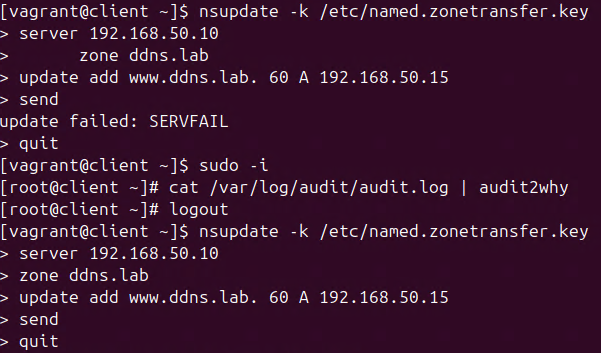 [vagrant@client ~]$ nsupdate -k /etc/named.zonetransfer.key
> server 192.168.50.10
>       zone ddns.lab
> update add www.ddns.lab. 60 A 192.168.50.15
> send
update failed: SERVFAIL
> quit
[vagrant@client ~]$ sudo -i
[root@client ~]# cat /var/log/audit/audit.log | audit2why
[root@client ~]# logout
[vagrant@client ~]$ nsupdate -k /etc/named.zonetransfer.key
> server 192.168.50.10
> zone ddns.lab
> update add www.ddns.lab. 60 A 192.168.50.15
> send
> quit